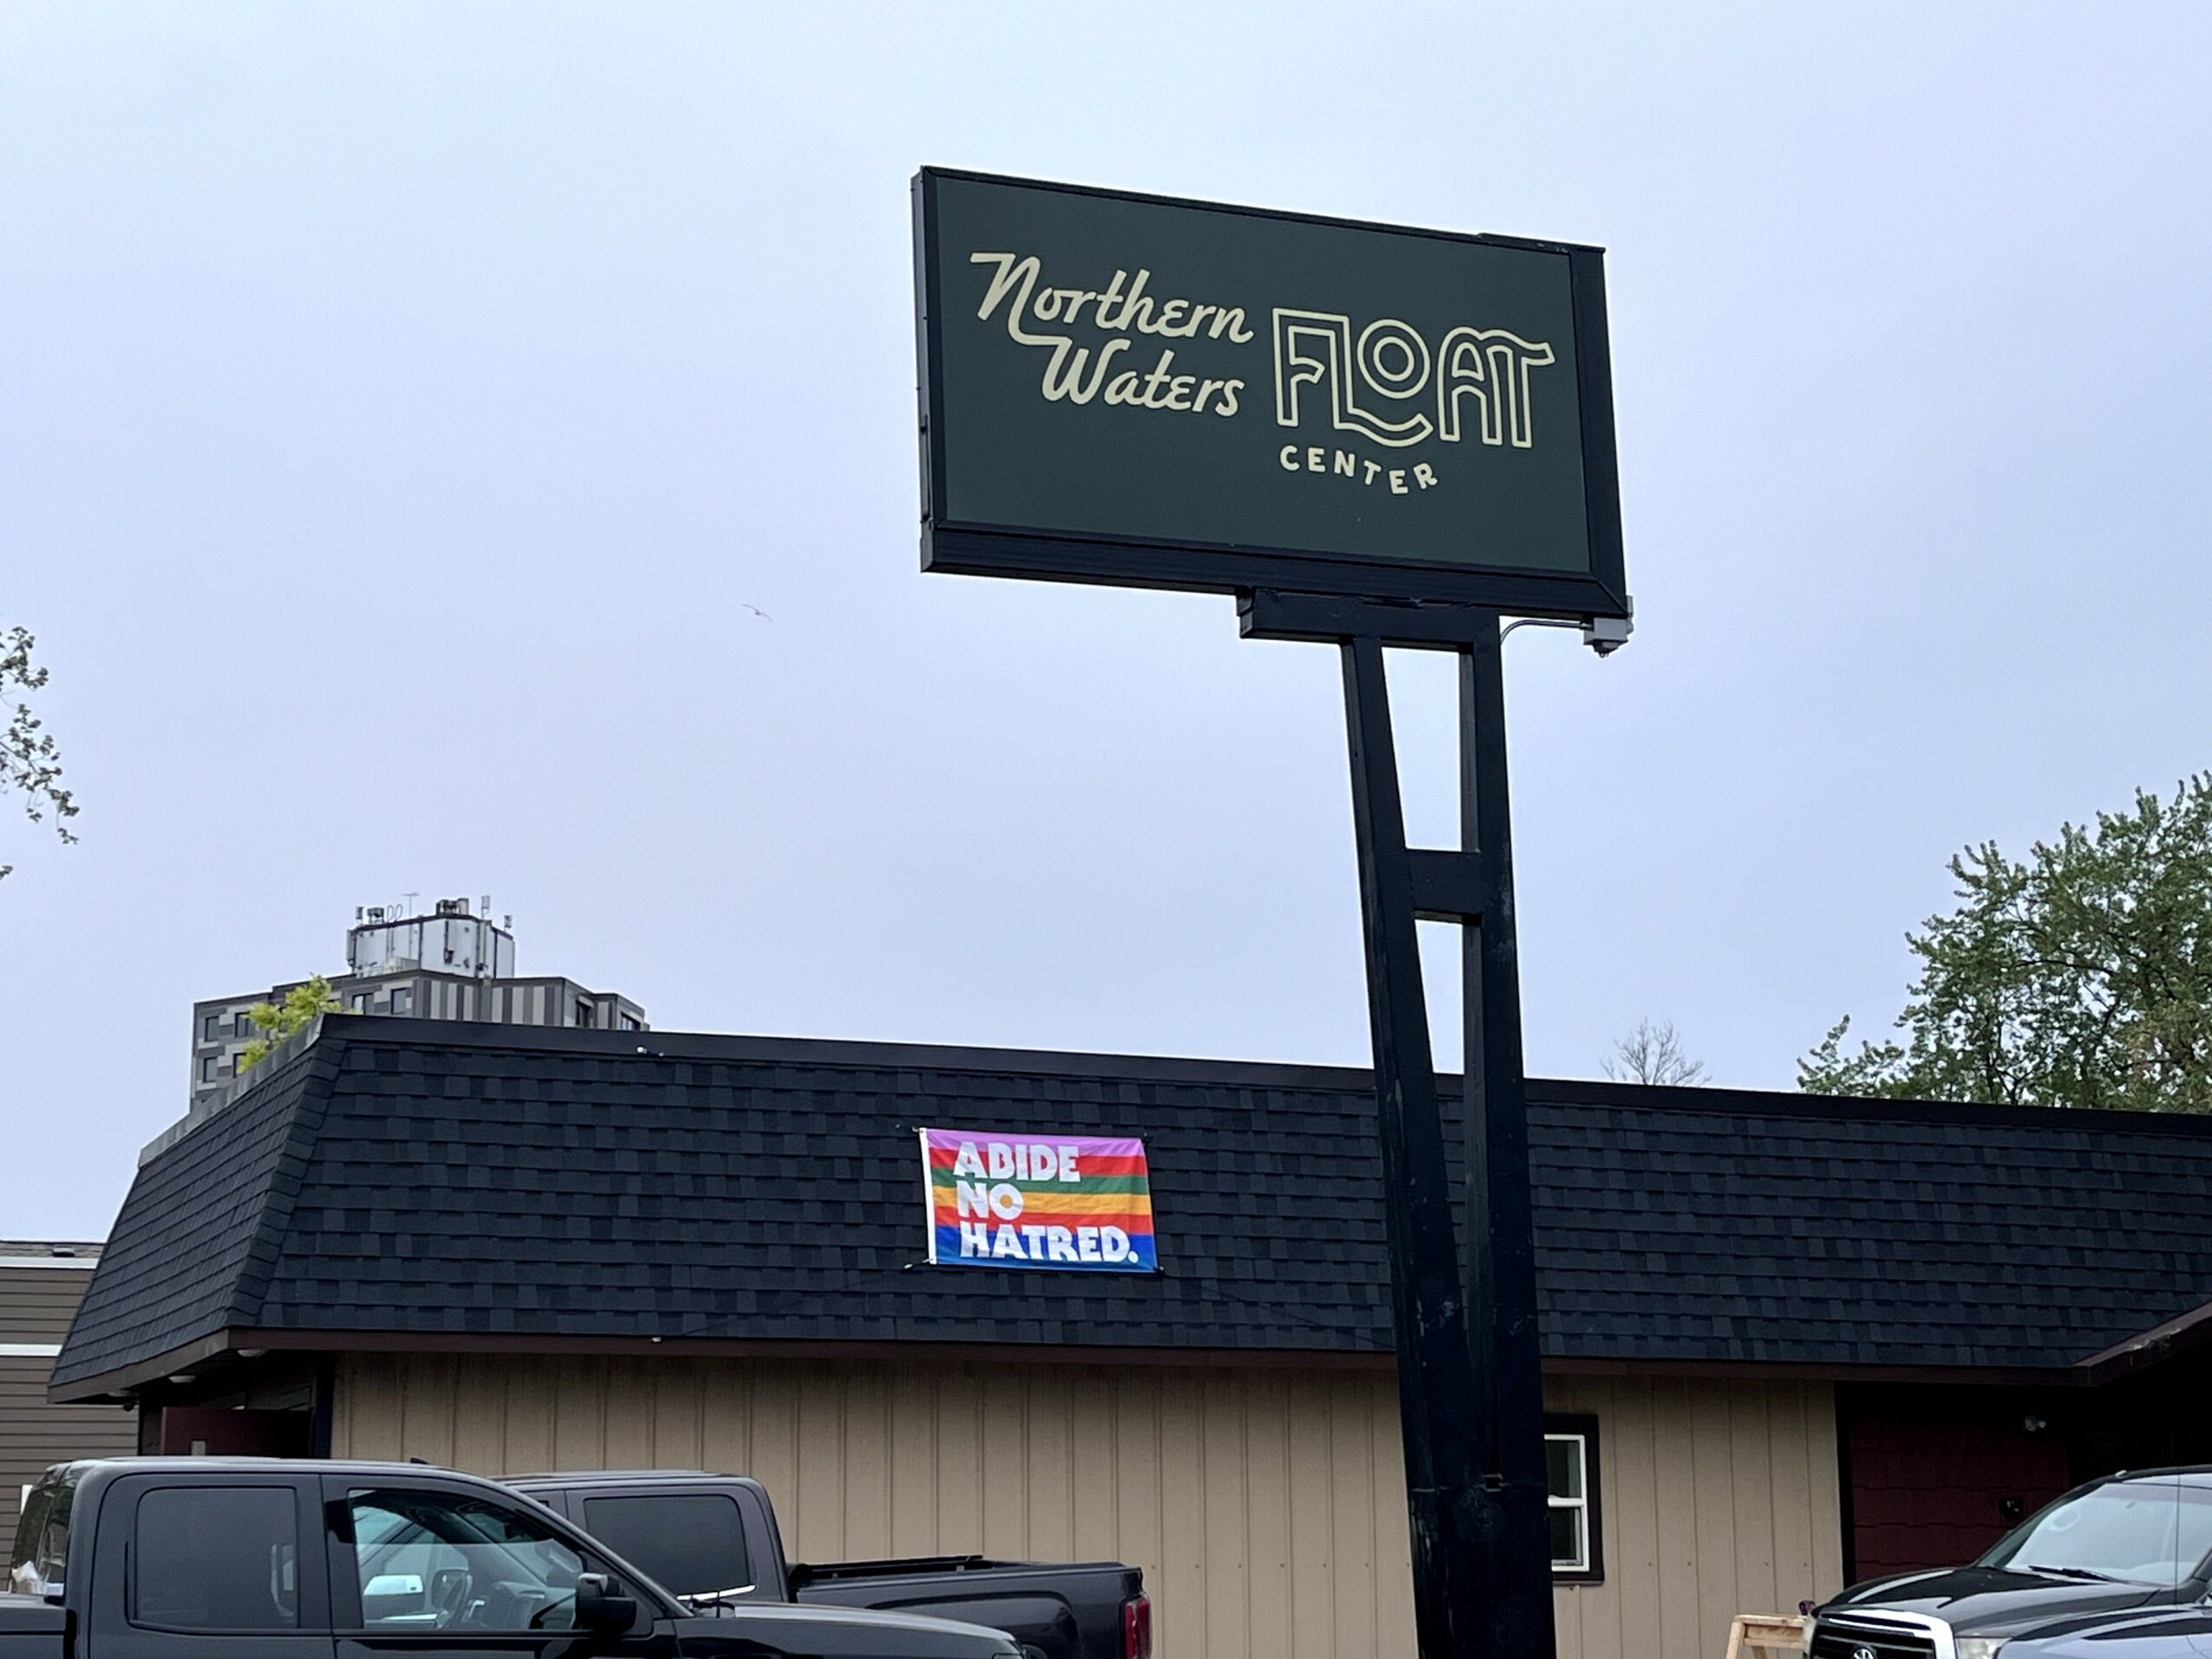 Northern
Waters
FLOAT
CENTER
ABIDE
NO
HATRED.